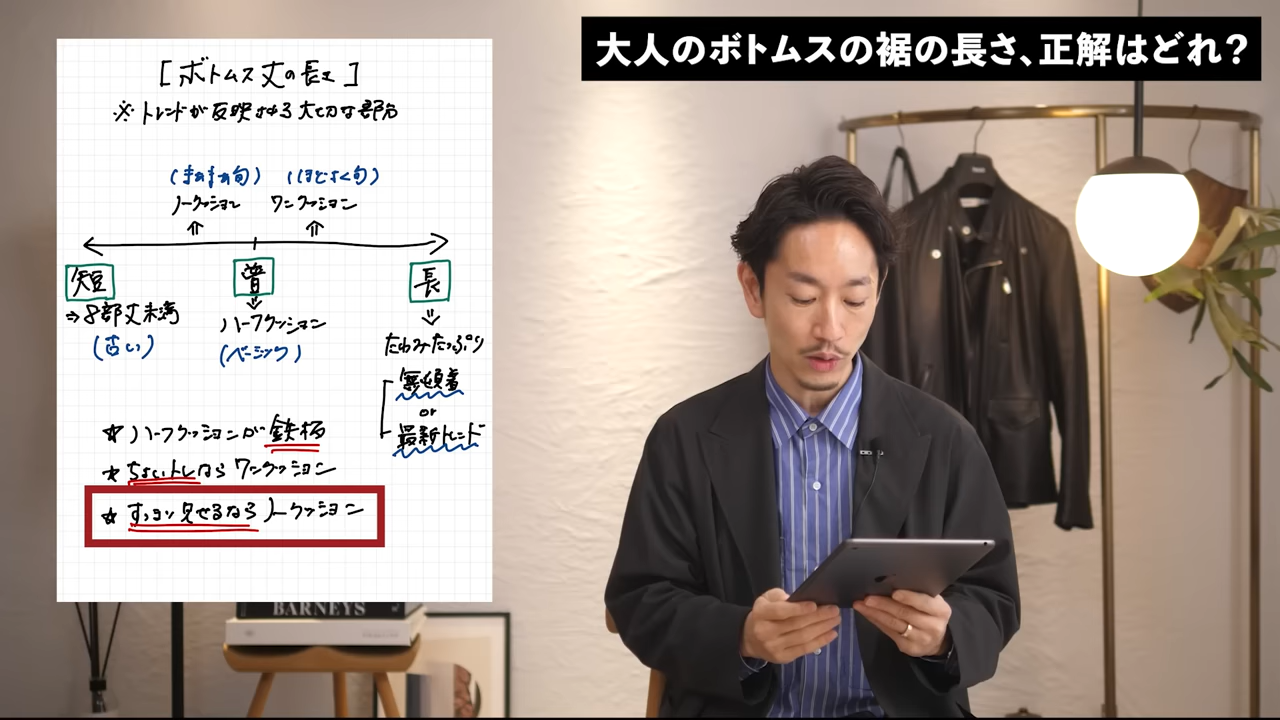 大人のボトムスの裾の長さ、正解はどれ？
[ボトムス丈の長さ]
※トレンドが反映される大切な部分
(まぁまぁ旬) (ほどよく旬)
ノークッション ワンクッション
⇑ ⇑
短 普 長
⇒8部丈未満 ⇓ ⇓
(古い) ハーフクッション たわみたっぷり
(ベーシック) 無頓着
or
最新トレンド
☆ハーフクッションが鉄板
☆ちょいトレならワンクッション
☆すっきり見せるならノークッション
BARNEYS